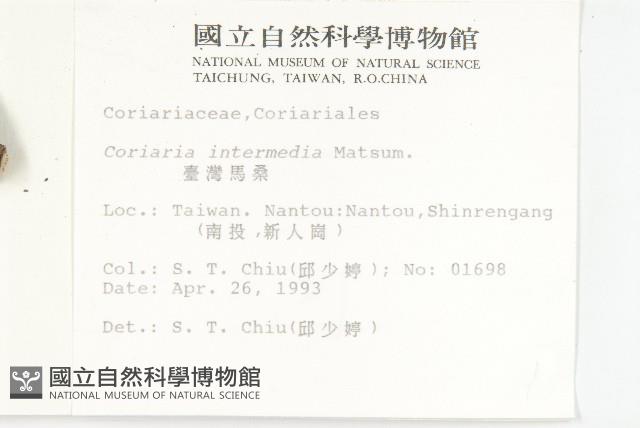 國立自然科學博物館
NATIONAL MUSEUM OF NATURAL SCIENCE
TAICHUNG, TAIWAN, R.O.CHINA
Coriariaceae,Coriariales
Coriaria intermedia Matsum.
臺灣馬桑
Loc.: Taiwan. Nantou:Nantou,Shinrengang
(南投,新人崗)
Col.: S. T. Chiu(邱少婷); No: 01698
Date: Apr. 26, 1993
Det.: S. T. Chiu(邱少婷)
國立自然科學博物館
NATIONAL MUSEUM OF NATURAL SCIENCE